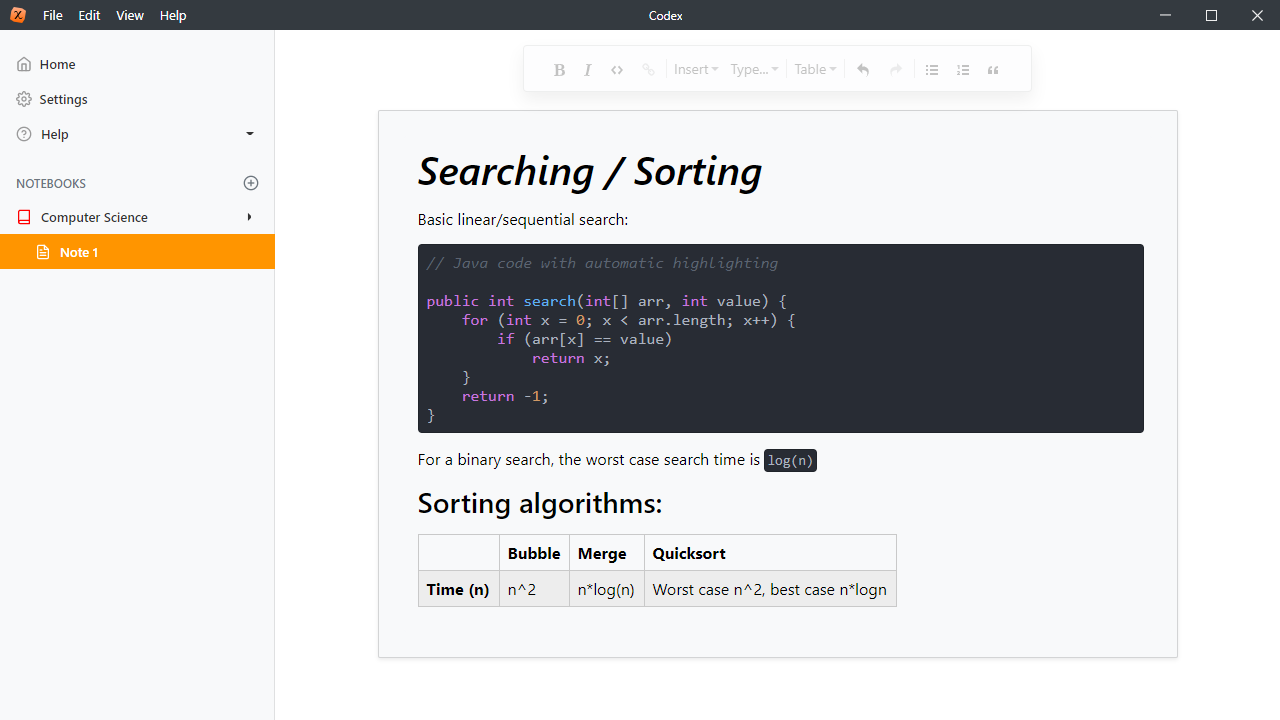 File Edit View Help
Codex
Home
Settings
Help
NOTEBOOKS
Computer Science
Note 1
B I Insert Type... Table
Searching / Sorting
Basic linear/sequential search:
// Java code with automatic highlighting
public int search(int[] arr, int value) {
    for (int x = 0; x < arr.length; x++) {
        if (arr[x] == value)
            return x;
    }
    return -1;
}
For a binary search, the worst case search time is log(n)
Sorting algorithms:
Bubble Merge Quicksort
Time (n) n^2 n*log(n) Worst case n^2, best case n*logn